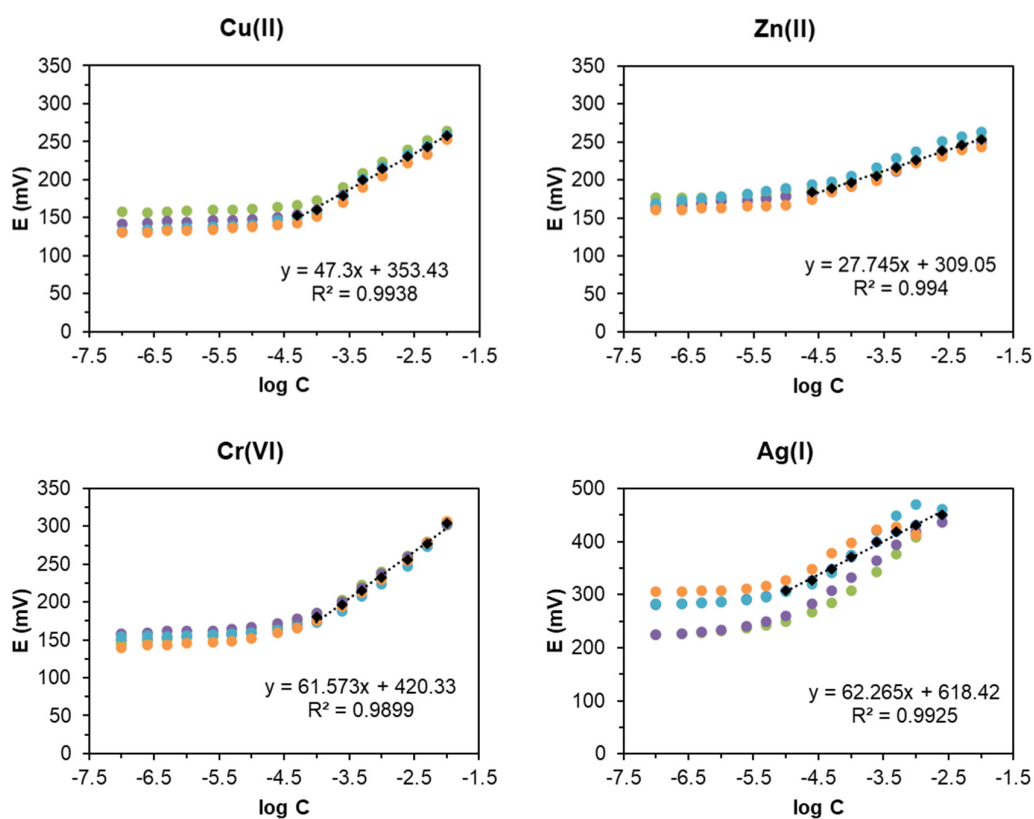 Cu(II)
350
300
250
200
150
100
50
0
E (mV)
y = 47.3x + 353.43
R² = 0.9938
-7.5 -6.5 -5.5 -4.5 -3.5 -2.5 -1.5
log C
Zn(II)
350
300
250
200
150
100
50
0
E (mV)
y = 27.745x + 309.05
R² = 0.994
-7.5 -6.5 -5.5 -4.5 -3.5 -2.5 -1.5
log C
Cr(VI)
350
300
250
200
150
100
50
0
E (mV)
y = 61.573x + 420.33
R² = 0.9899
-7.5 -6.5 -5.5 -4.5 -3.5 -2.5 -1.5
log C
Ag(I)
500
400
300
200
100
0
E (mV)
y = 62.265x + 618.42
R² = 0.9925
-7.5 -6.5 -5.5 -4.5 -3.5 -2.5 -1.5
log C